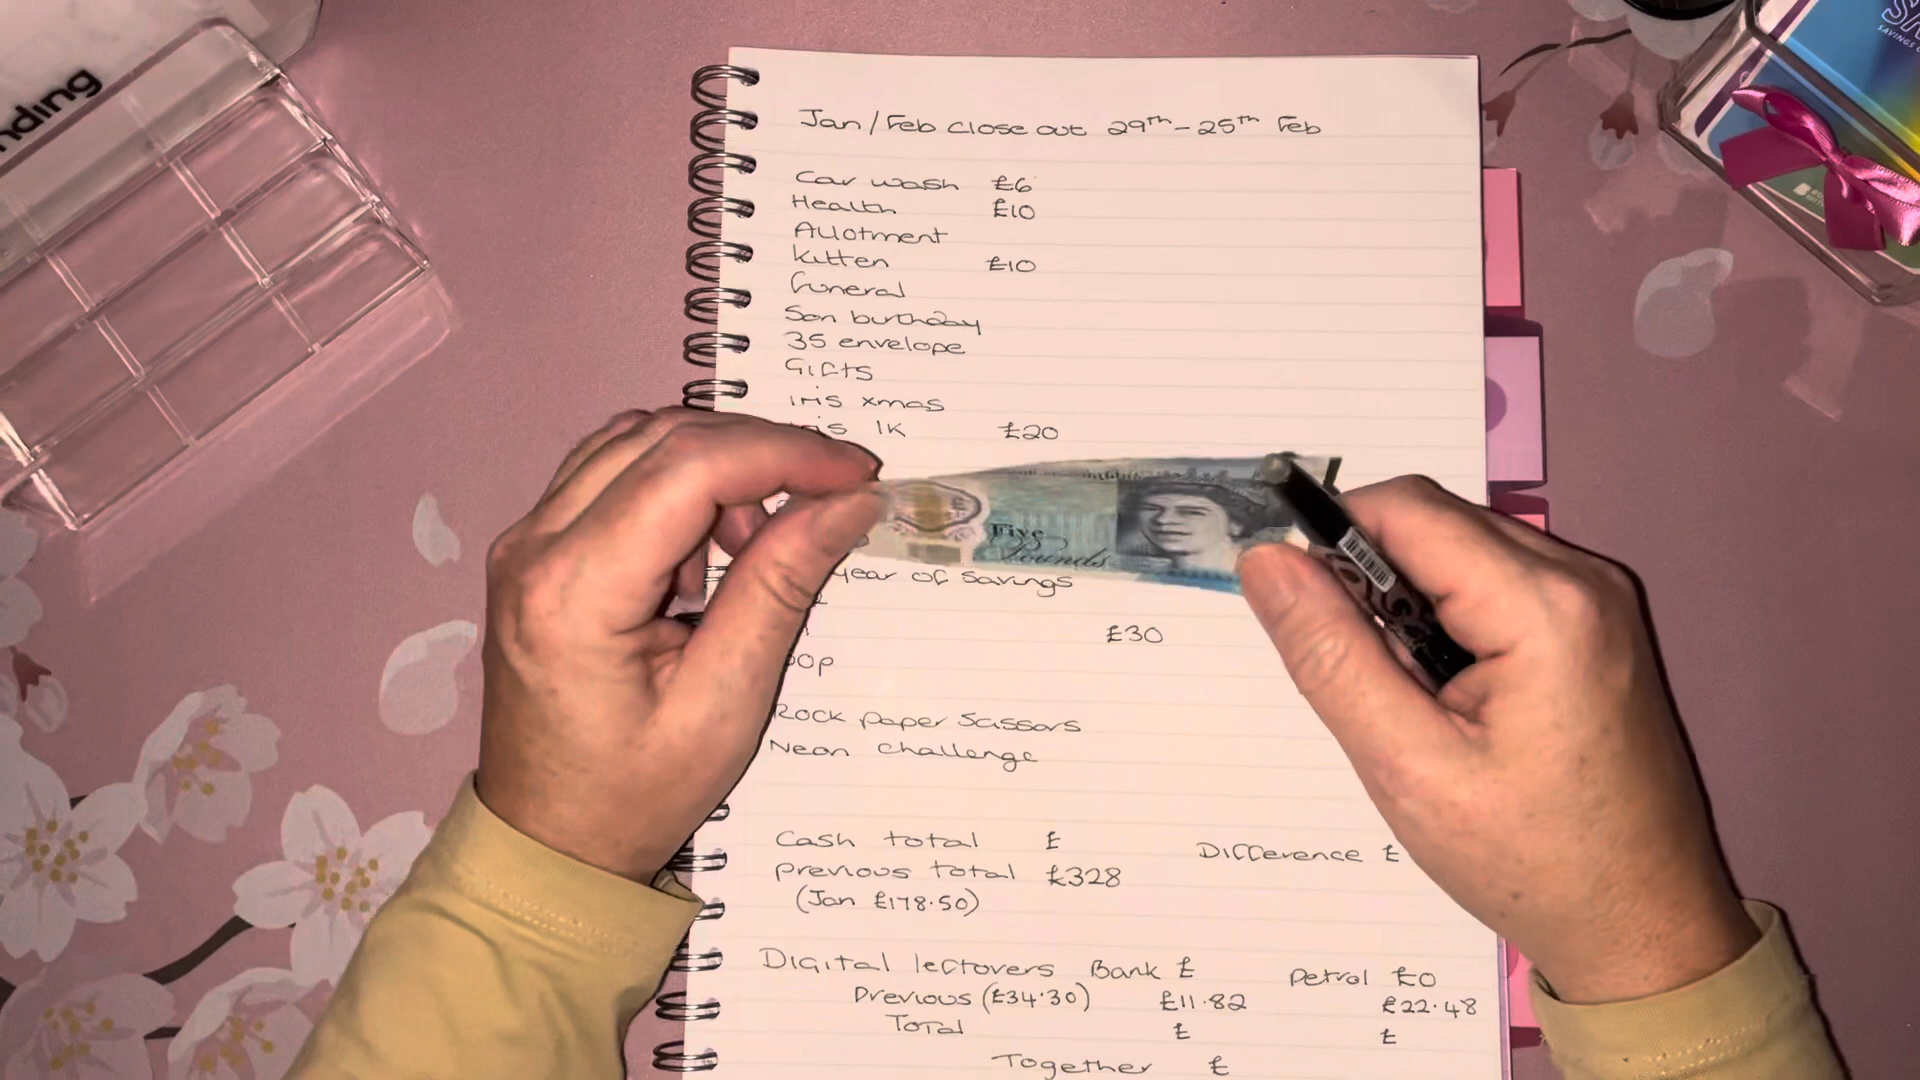 nding
SAVINGS
Jan/Feb close out 29th - 25th Feb
Car wash £6
Health £10
Allotment
Kitten £10
Funeral
Son birthday
35 envelope
Gifts
iris xmas
1K £20
Five
Pounds
year of savings
£30
Rock paper Scissors
Neon challenge
Cash total £ Difference £
previous total £328
(Jan £178.50)
Digital leftovers Bank £ Petrol £0
Previous (£34.30) £11.82 £22.48
Total £ £
Together £